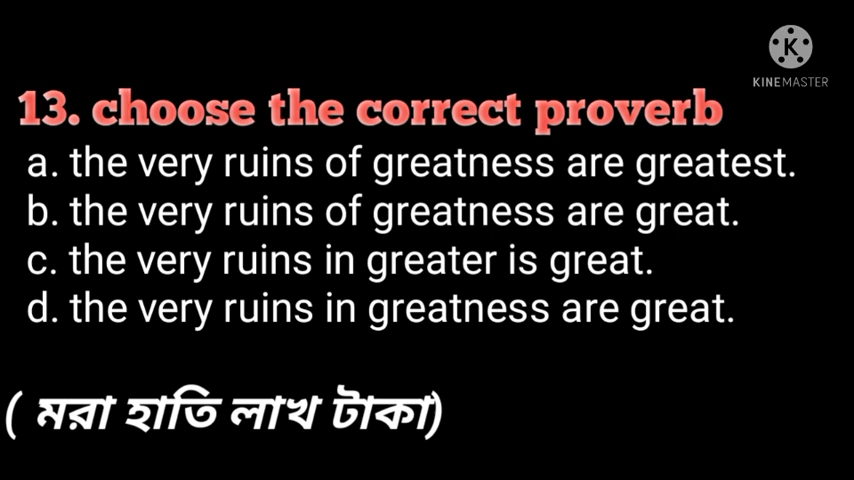 K
KINEMASTER
13. choose the correct proverb
a. the very ruins of greatness are greatest.
b. the very ruins of greatness are great.
c. the very ruins in greater is great.
d. the very ruins in greatness are great.
( মরা হাতি লাখ টাকা)